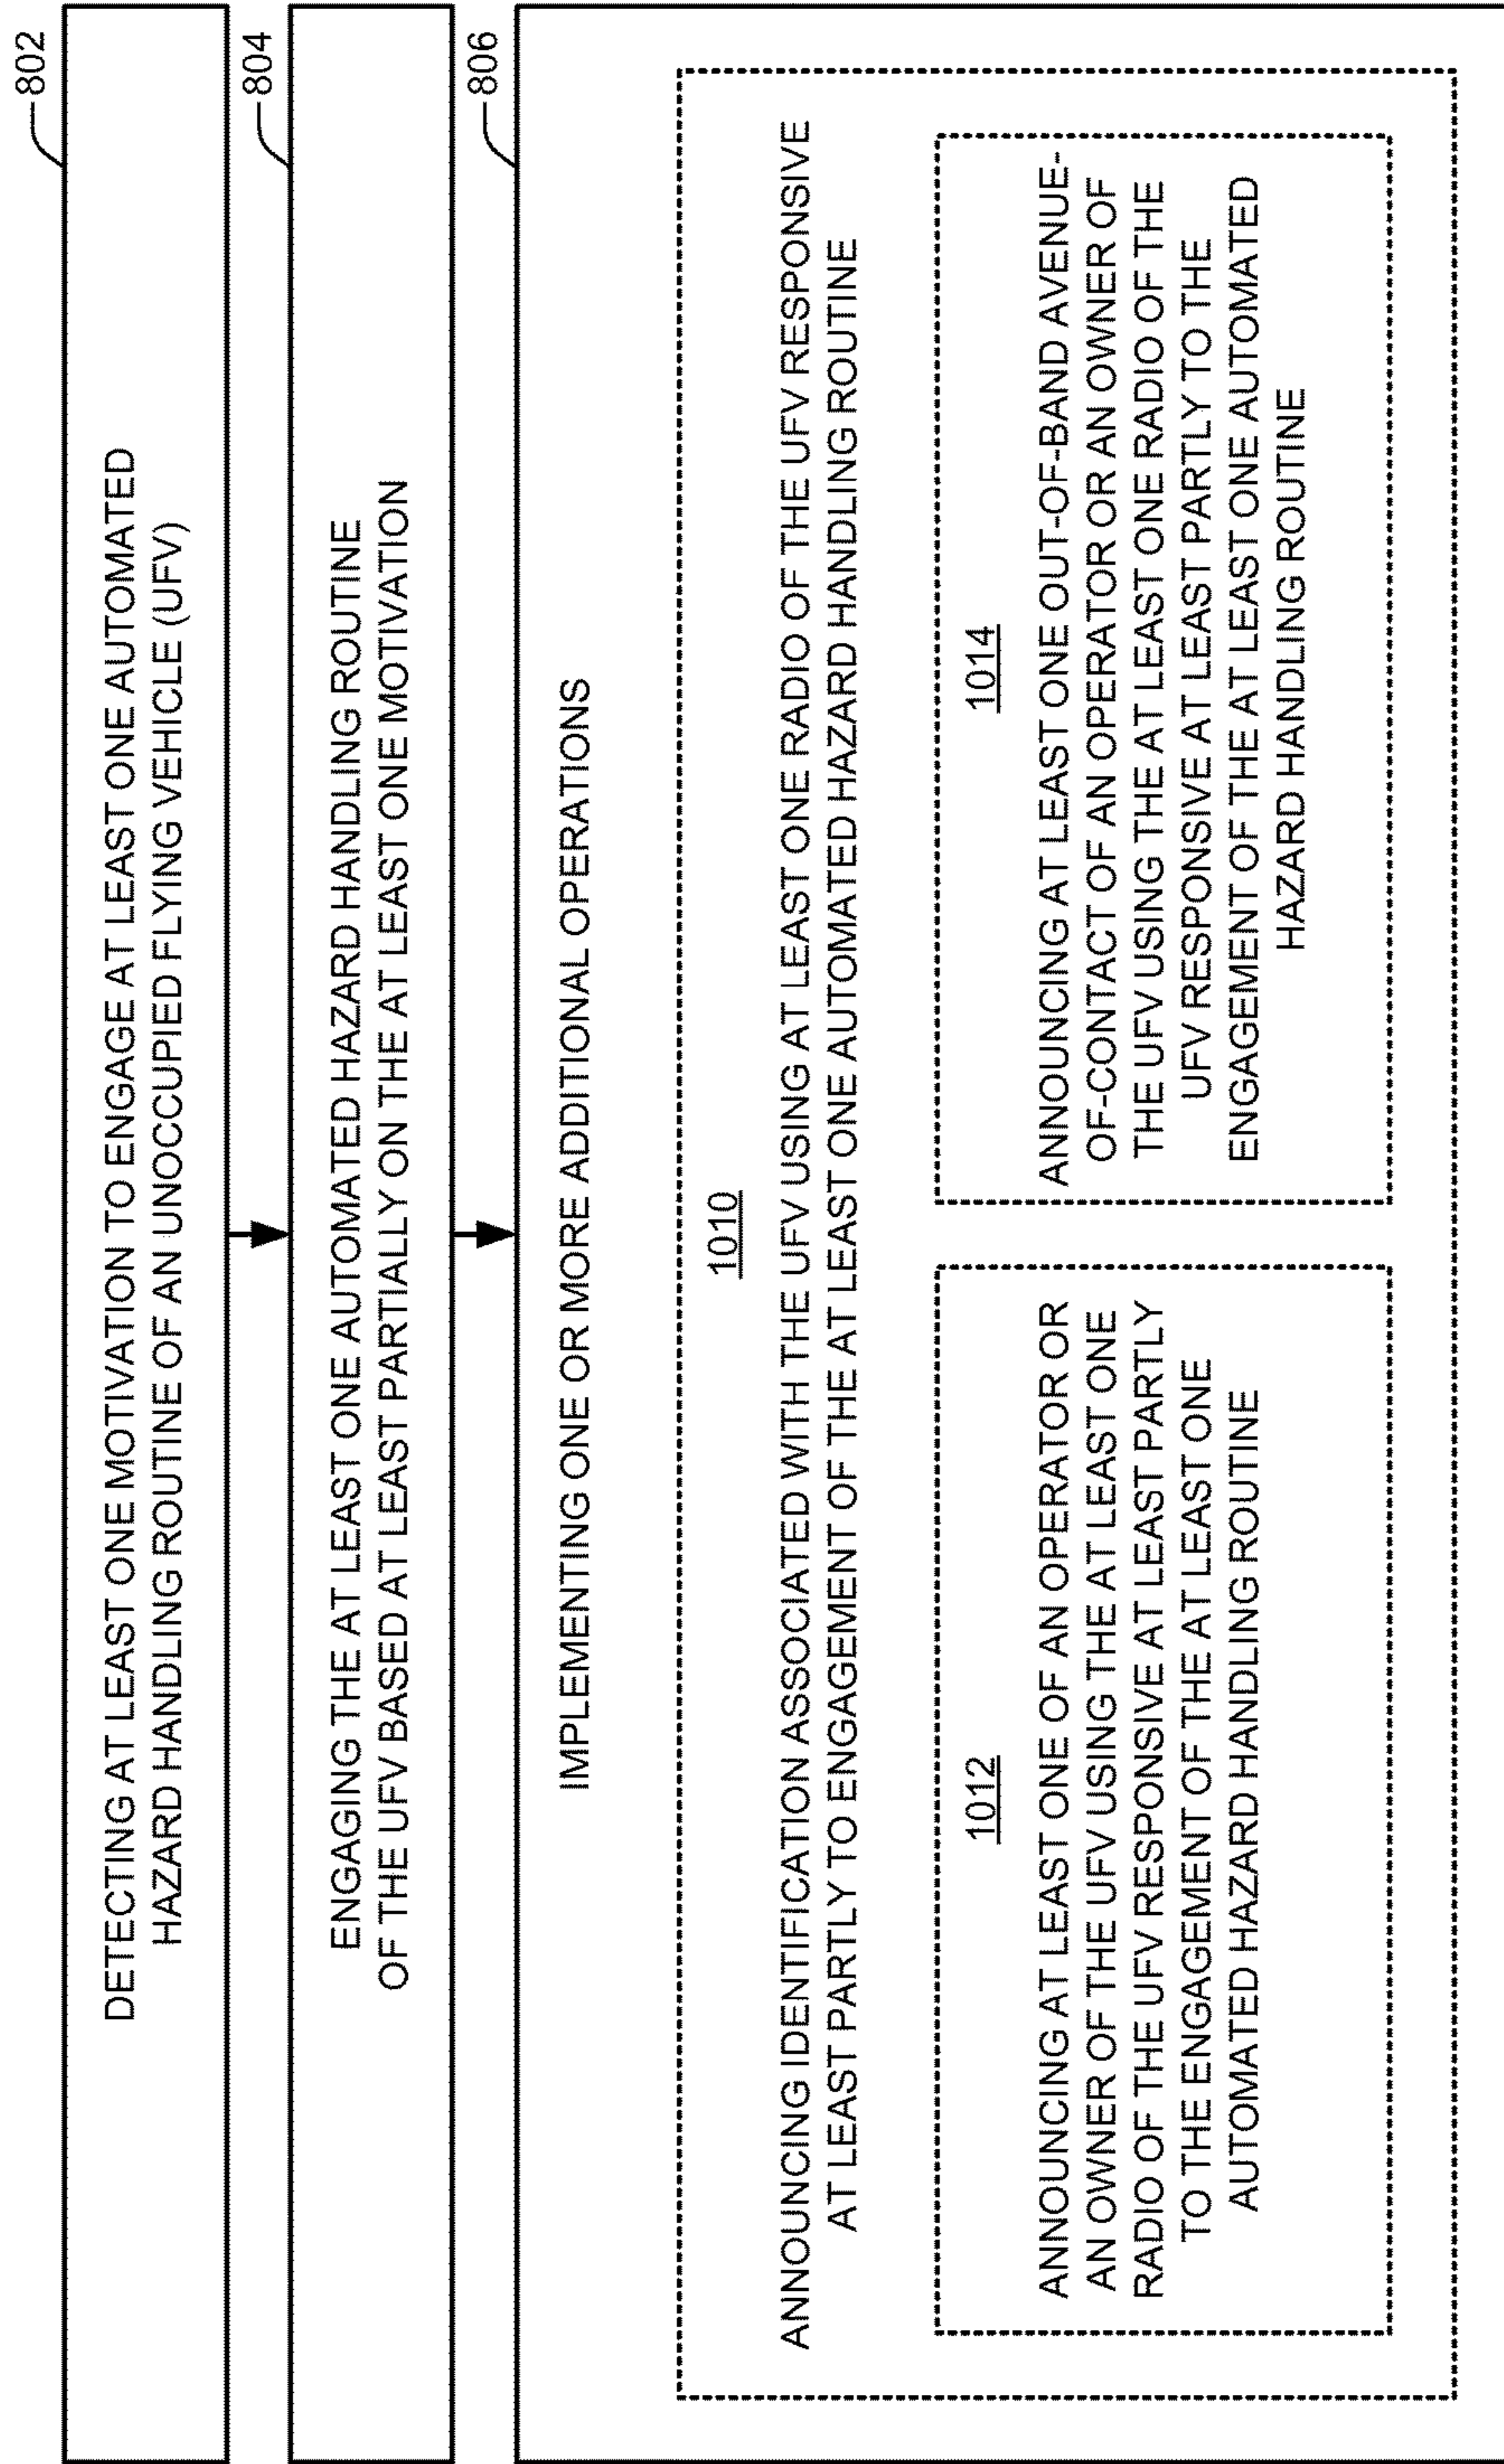 802
DETECTING AT LEAST ONE MOTIVATION TO ENGAGE AT LEAST ONE AUTOMATED
HAZARD HANDLING ROUTINE OF AN UNOCCUPIED FLYING VEHICLE (UFV)
804
ENGAGING THE AT LEAST ONE AUTOMATED HAZARD HANDLING ROUTINE
OF THE UFV BASED AT LEAST PARTIALLY ON THE AT LEAST ONE MOTIVATION
806
IMPLEMENTING ONE OR MORE ADDITIONAL OPERATIONS
1010
ANNOUNCING IDENTIFICATION ASSOCIATED WITH THE UFV USING AT LEAST ONE RADIO OF THE UFV RESPONSIVE
AT LEAST PARTLY TO ENGAGEMENT OF THE AT LEAST ONE AUTOMATED HAZARD HANDLING ROUTINE
1012
ANNOUNCING AT LEAST ONE OF AN OPERATOR OR
AN OWNER OF THE UFV USING THE AT LEAST ONE
RADIO OF THE UFV RESPONSIVE AT LEAST PARTLY
TO THE ENGAGEMENT OF THE AT LEAST ONE
AUTOMATED HAZARD HANDLING ROUTINE
1014
ANNOUNCING AT LEAST ONE OUT-OF-BAND AVENUE-
OF-CONTACT OF AN OPERATOR OR AN OWNER OF
THE UFV USING THE AT LEAST ONE RADIO OF THE
UFV RESPONSIVE AT LEAST PARTLY TO THE
ENGAGEMENT OF THE AT LEAST ONE AUTOMATED
HAZARD HANDLING ROUTINE